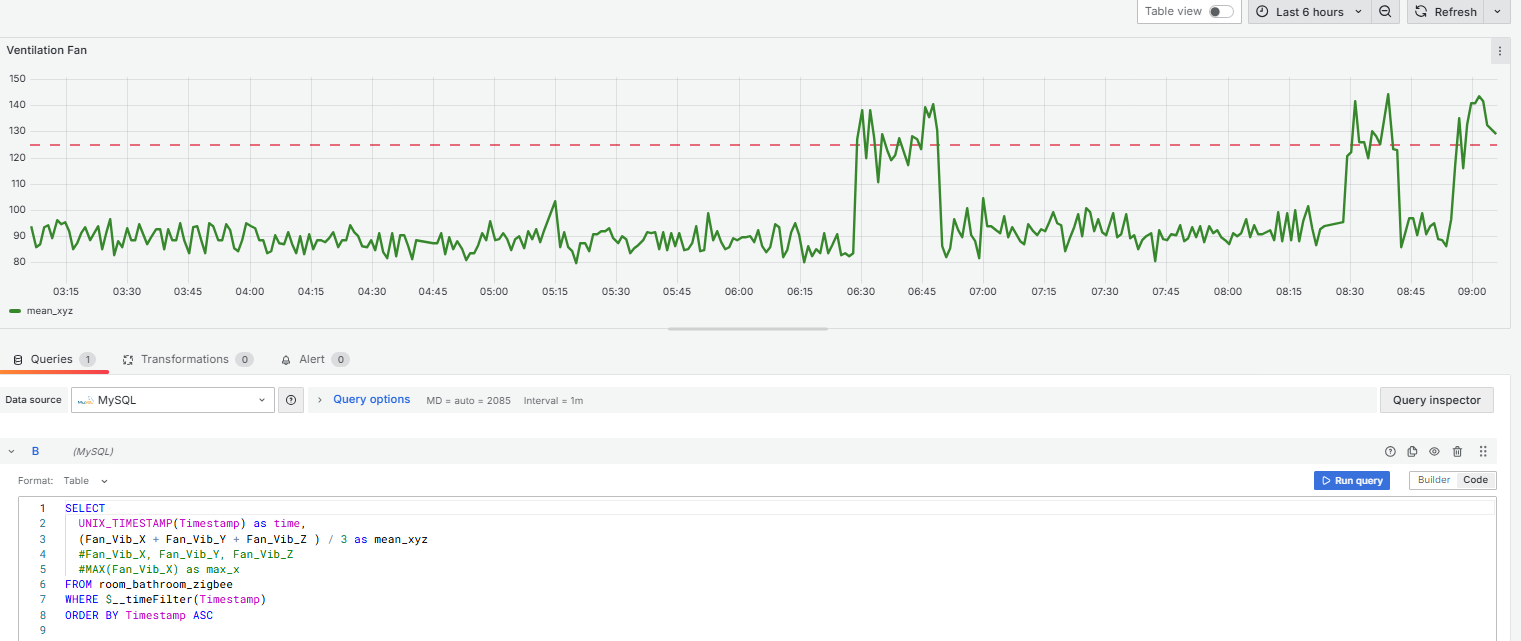 Table view Last 6 hours Refresh
Ventilation Fan
150
140
130
120
110
100
90
80
03:15 03:30 03:45 04:00 04:15 04:30 04:45 05:00 05:15 05:30 05:45 06:00 06:15 06:30 06:45 07:00 07:15 07:30 07:45 08:00 08:15 08:30 08:45 09:00
mean_xyz
Queries 1 Transformations 0 Alert 0
Data source MySQL Query options MD = auto = 2085 Interval = 1m Query inspector
B (MySQL)
Format: Table Run query Builder Code
1 SELECT
2 UNIX_TIMESTAMP(Timestamp) as time,
3 (Fan_Vib_X + Fan_Vib_Y + Fan_Vib_Z ) / 3 as mean_xyz
4 #Fan_Vib_X, Fan_Vib_Y, Fan_Vib_Z
5 #MAX(Fan_Vib_X) as max_x
6 FROM room_bathroom_zigbee
7 WHERE $__timeFilter(Timestamp)
8 ORDER BY Timestamp ASC
9